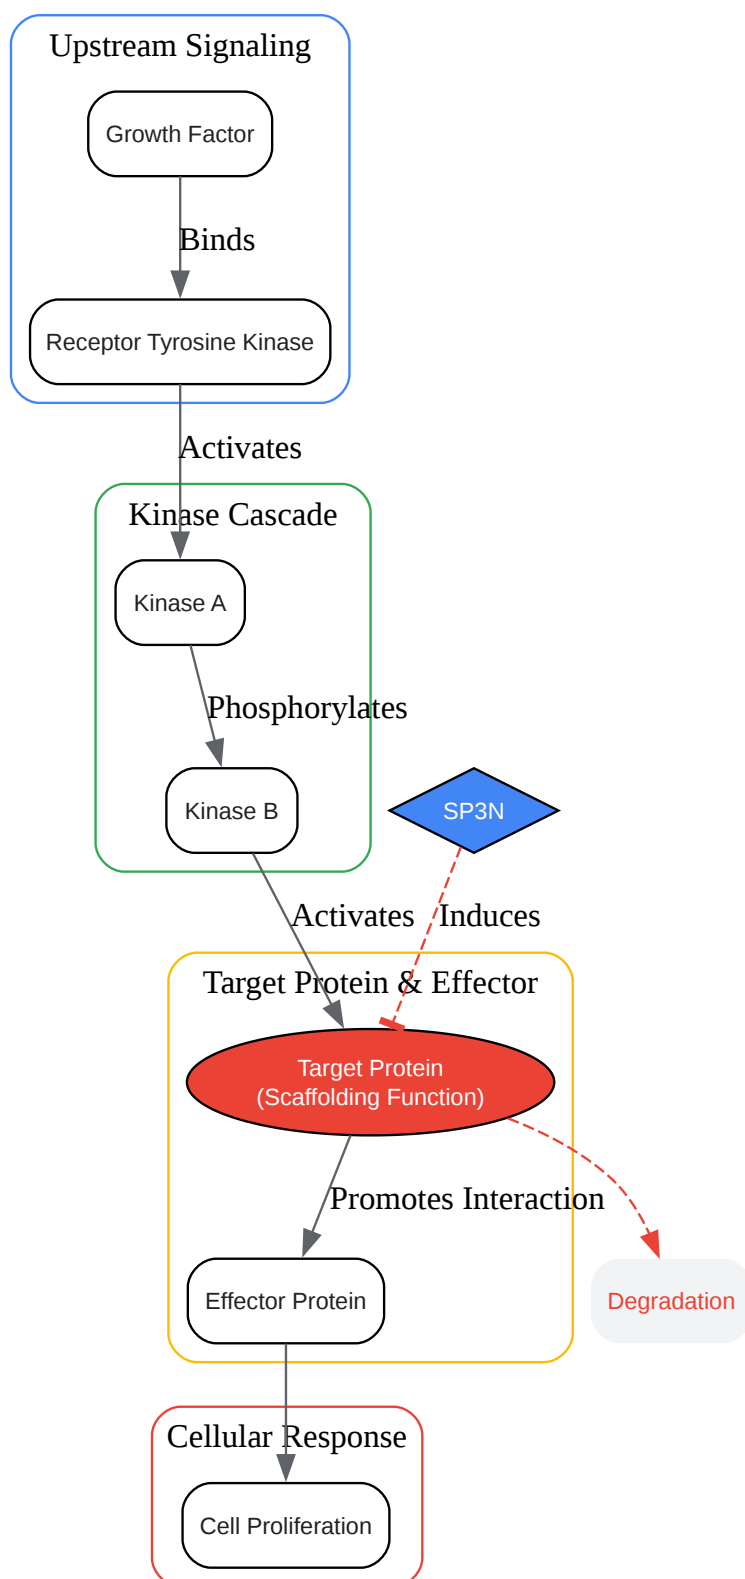 Upstream Signaling
Growth Factor
Binds
Receptor Tyrosine Kinase
Activates
Kinase Cascade
Kinase A
Phosphorylates
Kinase B
SP3N
Activates
Induces
Target Protein & Effector
Target Protein
(Scaffolding Function)
Promotes Interaction
Effector Protein
Degradation
Cellular Response
Cell Proliferation